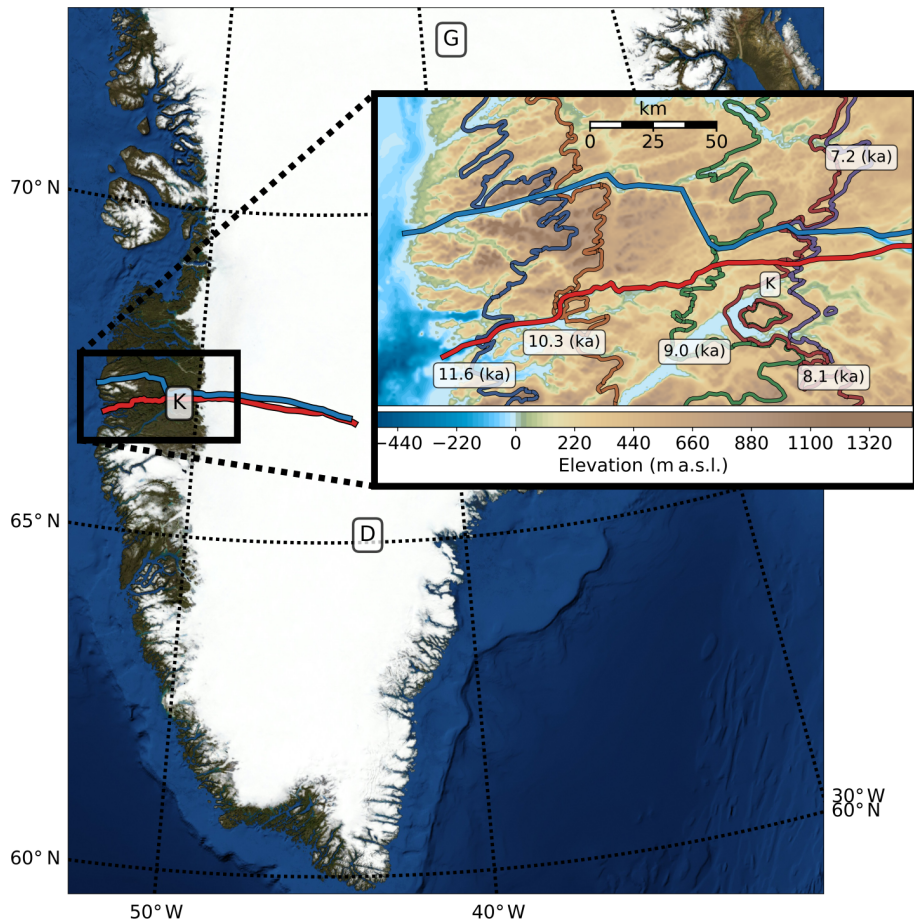 G
km
0 25 50
7.2 (ka)
70° N
K
10.3 (ka)
9.0 (ka)
11.6 (ka)
8.1 (ka)
K
−440 −220 0 220 440 660 880 1100 1320
Elevation (m a.s.l.)
65° N
D
30° W
60° N
60° N
50° W 40° W